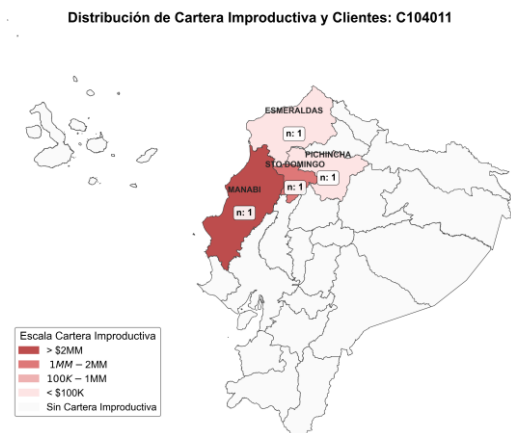 Distribución de Cartera Improductiva y Clientes: C104011
ESMERALDAS
n: 1
PICHINCHA
STO DOMINGO
n: 1
n: 1
MANABI
n: 1
Escala Cartera Improductiva
> $2MM
1MM − 2MM
100K − 1MM
< $100K
Sin Cartera Improductiva